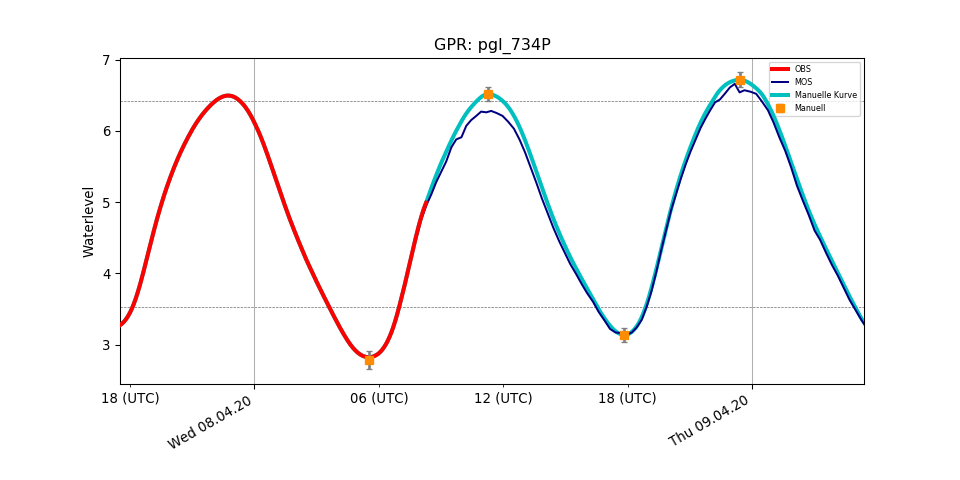 GPR: pgl_734P
7
6
5
4
3
Waterlevel
OBS
MOS
Manuelle Kurve
Manuell
18 (UTC)
Wed 08.04.20
06 (UTC)
12 (UTC)
18 (UTC)
Thu 09.04.20